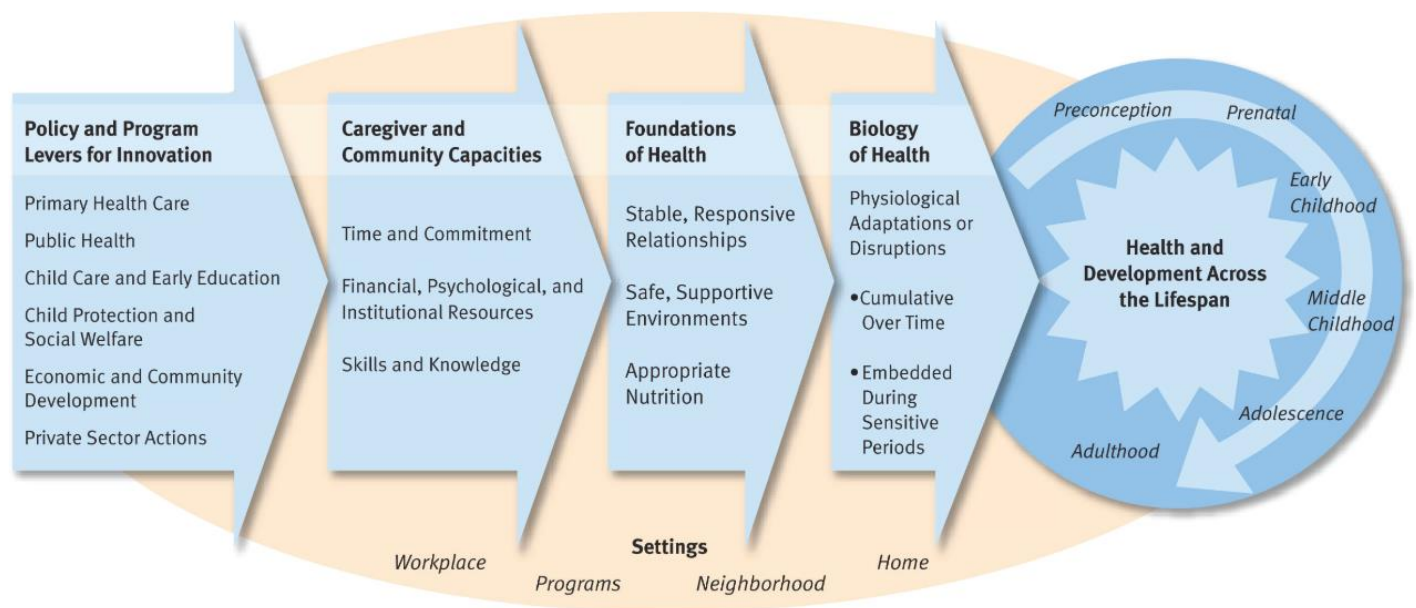 Policy and Program
Levers for Innovation
Primary Health Care
Public Health
Child Care and Early Education
Child Protection and
Social Welfare
Economic and Community
Development
Private Sector Actions
Caregiver and
Community Capacities
Time and Commitment
Financial, Psychological, and
Institutional Resources
Skills and Knowledge
Foundations
of Health
Stable, Responsive
Relationships
Safe, Supportive
Environments
Appropriate
Nutrition
Biology
of Health
Physiological
Adaptations or
Disruptions
•Cumulative
Over Time
•Embedded
During
Sensitive
Periods
Preconception
Prenatal
Early
Childhood
Middle
Childhood
Adolescence
Adulthood
Health and
Development Across
the Lifespan
Settings
Workplace
Programs
Neighborhood
Home